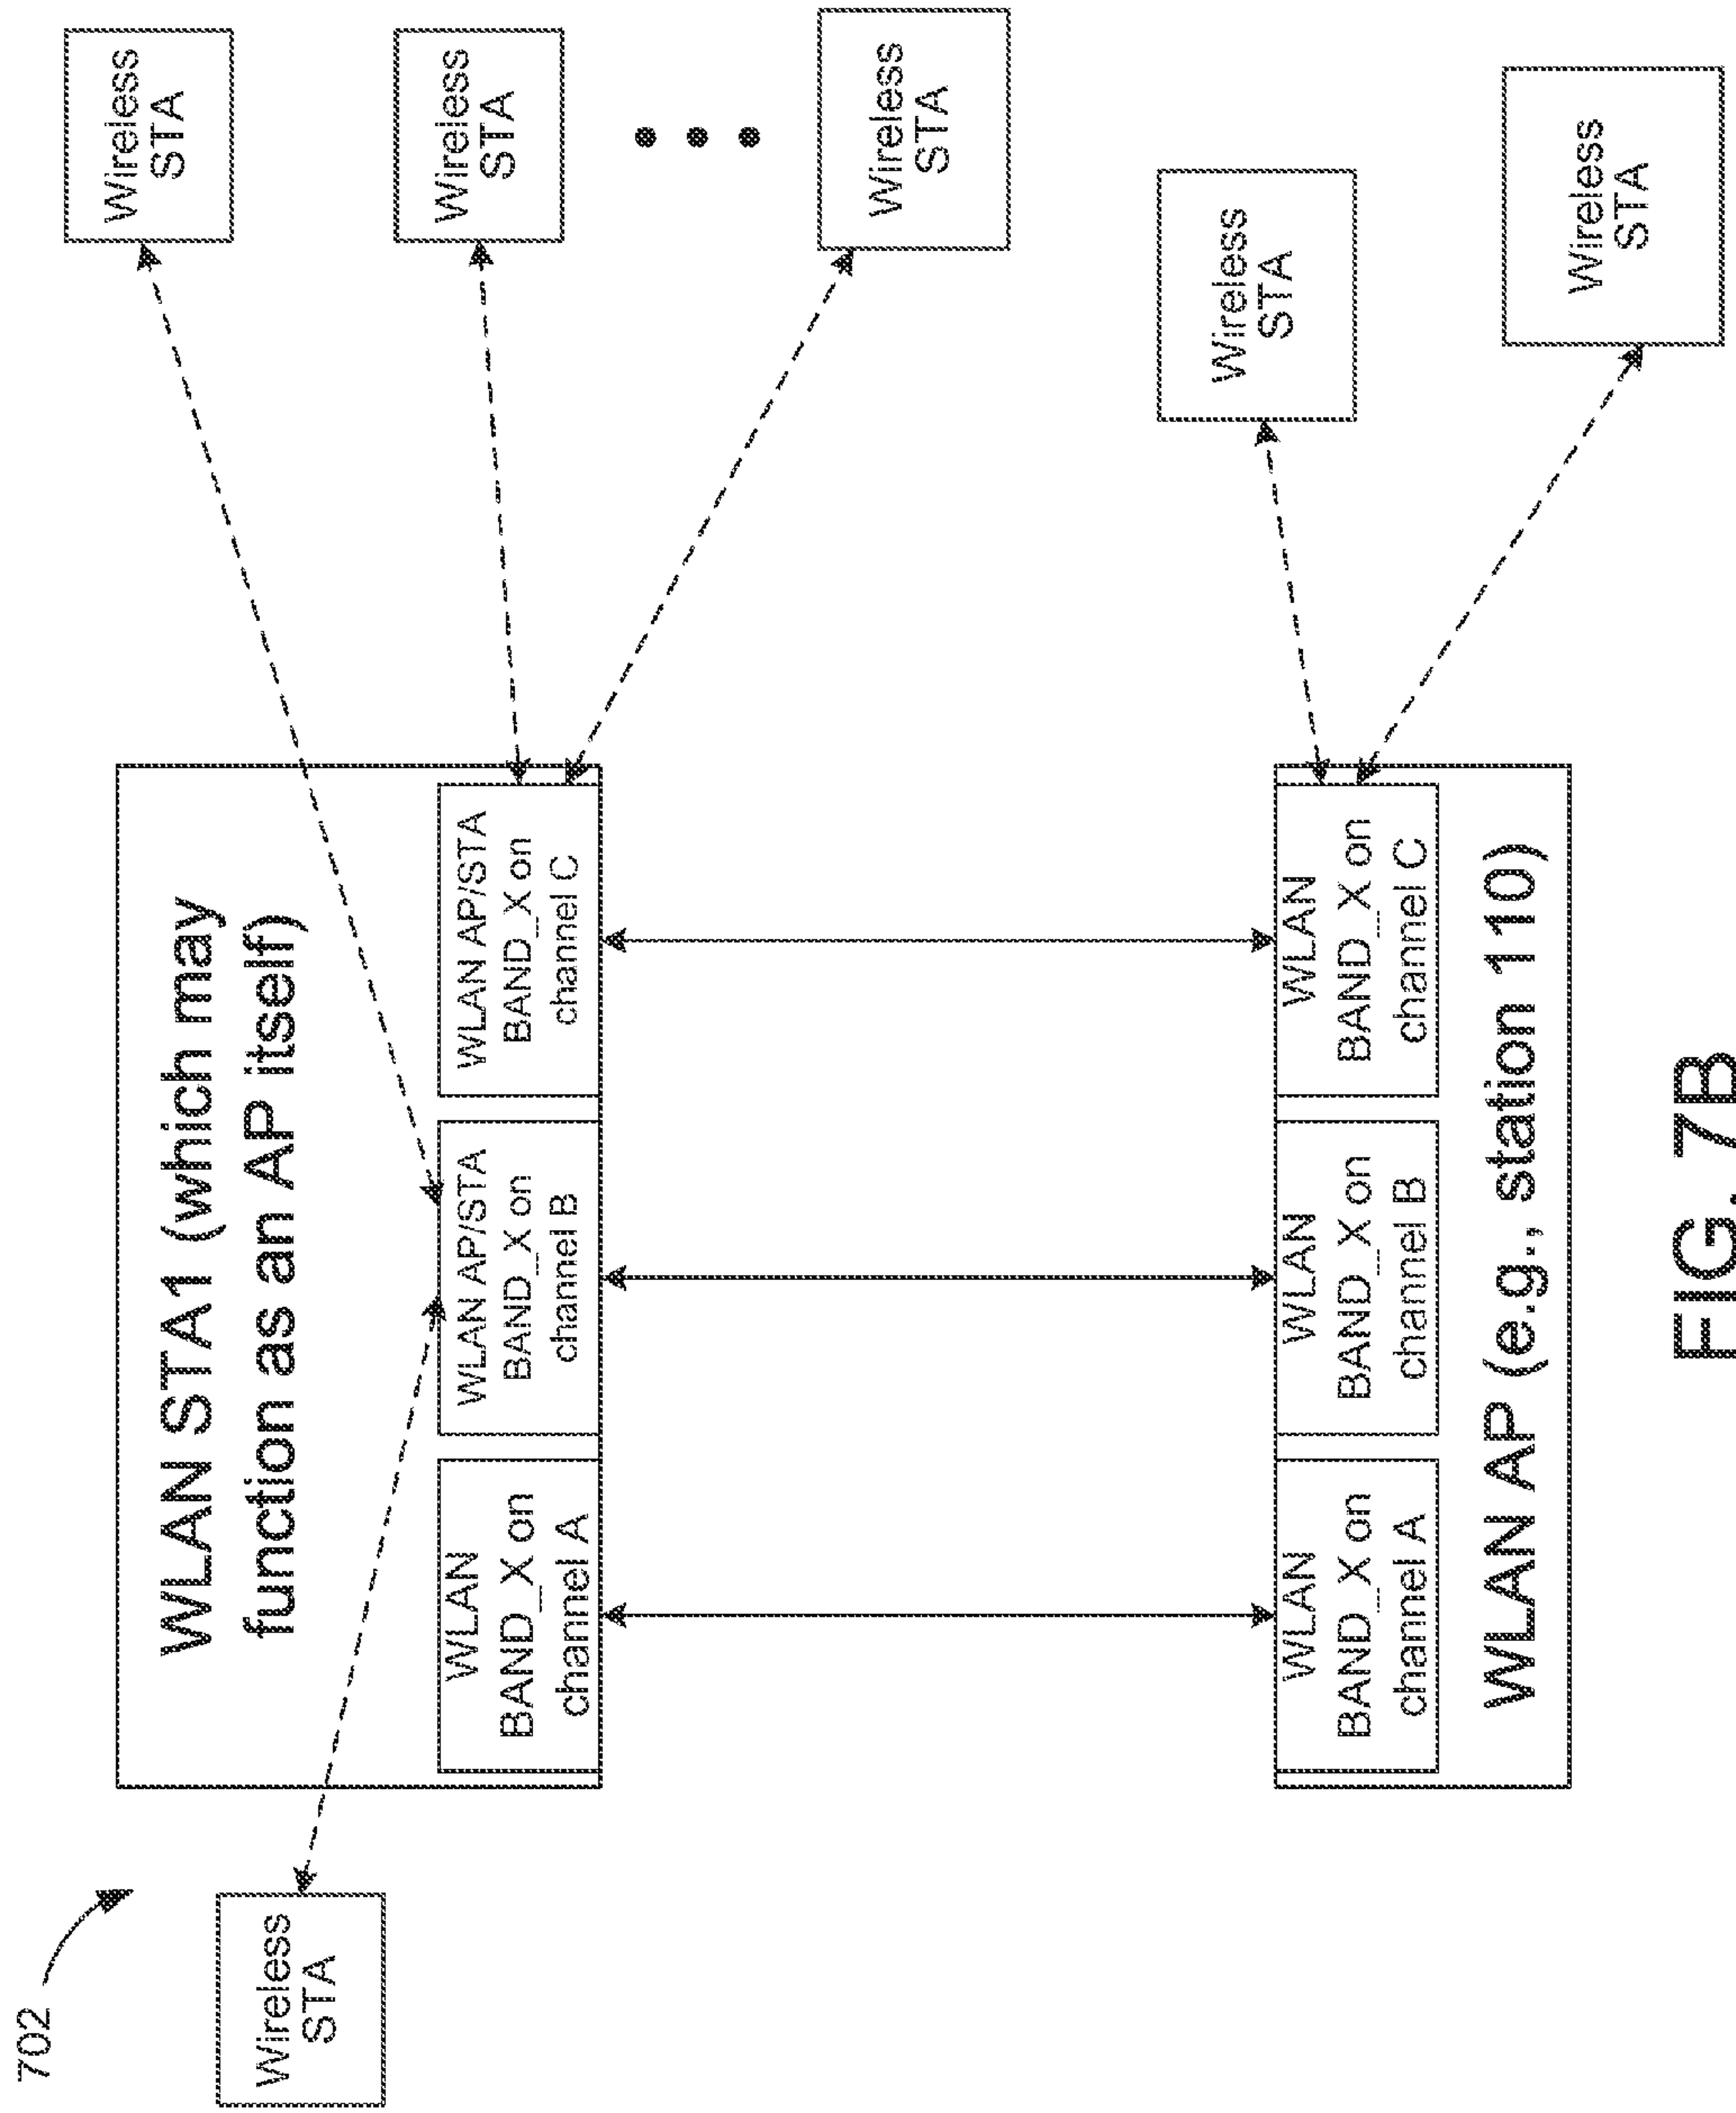 702
Wireless
STA
WLAN STA1 (which may
function as an AP itself)
Wireless
STA
Wireless
STA
WLAN
BAND_X on
channel A
WLAN AP/STA
BAND_X on
channel B
WLAN AP/STA
BAND_X on
channel C
Wireless
STA
Wireless
STA
WLAN
BAND_X on
channel A
WLAN
BAND_X on
channel B
WLAN
BAND_X on
channel C
WLAN AP (e.g., station 110)
Wireless
STA
FIG. 7B